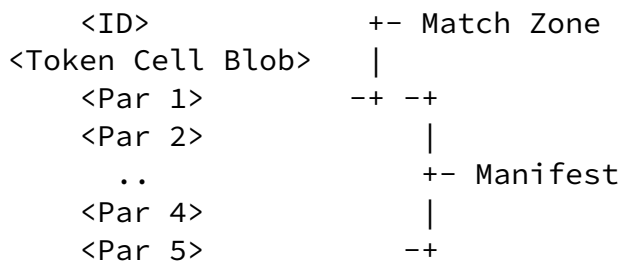 <ID>            +- Match Zone
<Token Cell Blob>   |
    <Par 1>        -+ -+
    <Par 2>            |
      ..               +- Manifest
    <Par 4>            |
    <Par 5>           -+